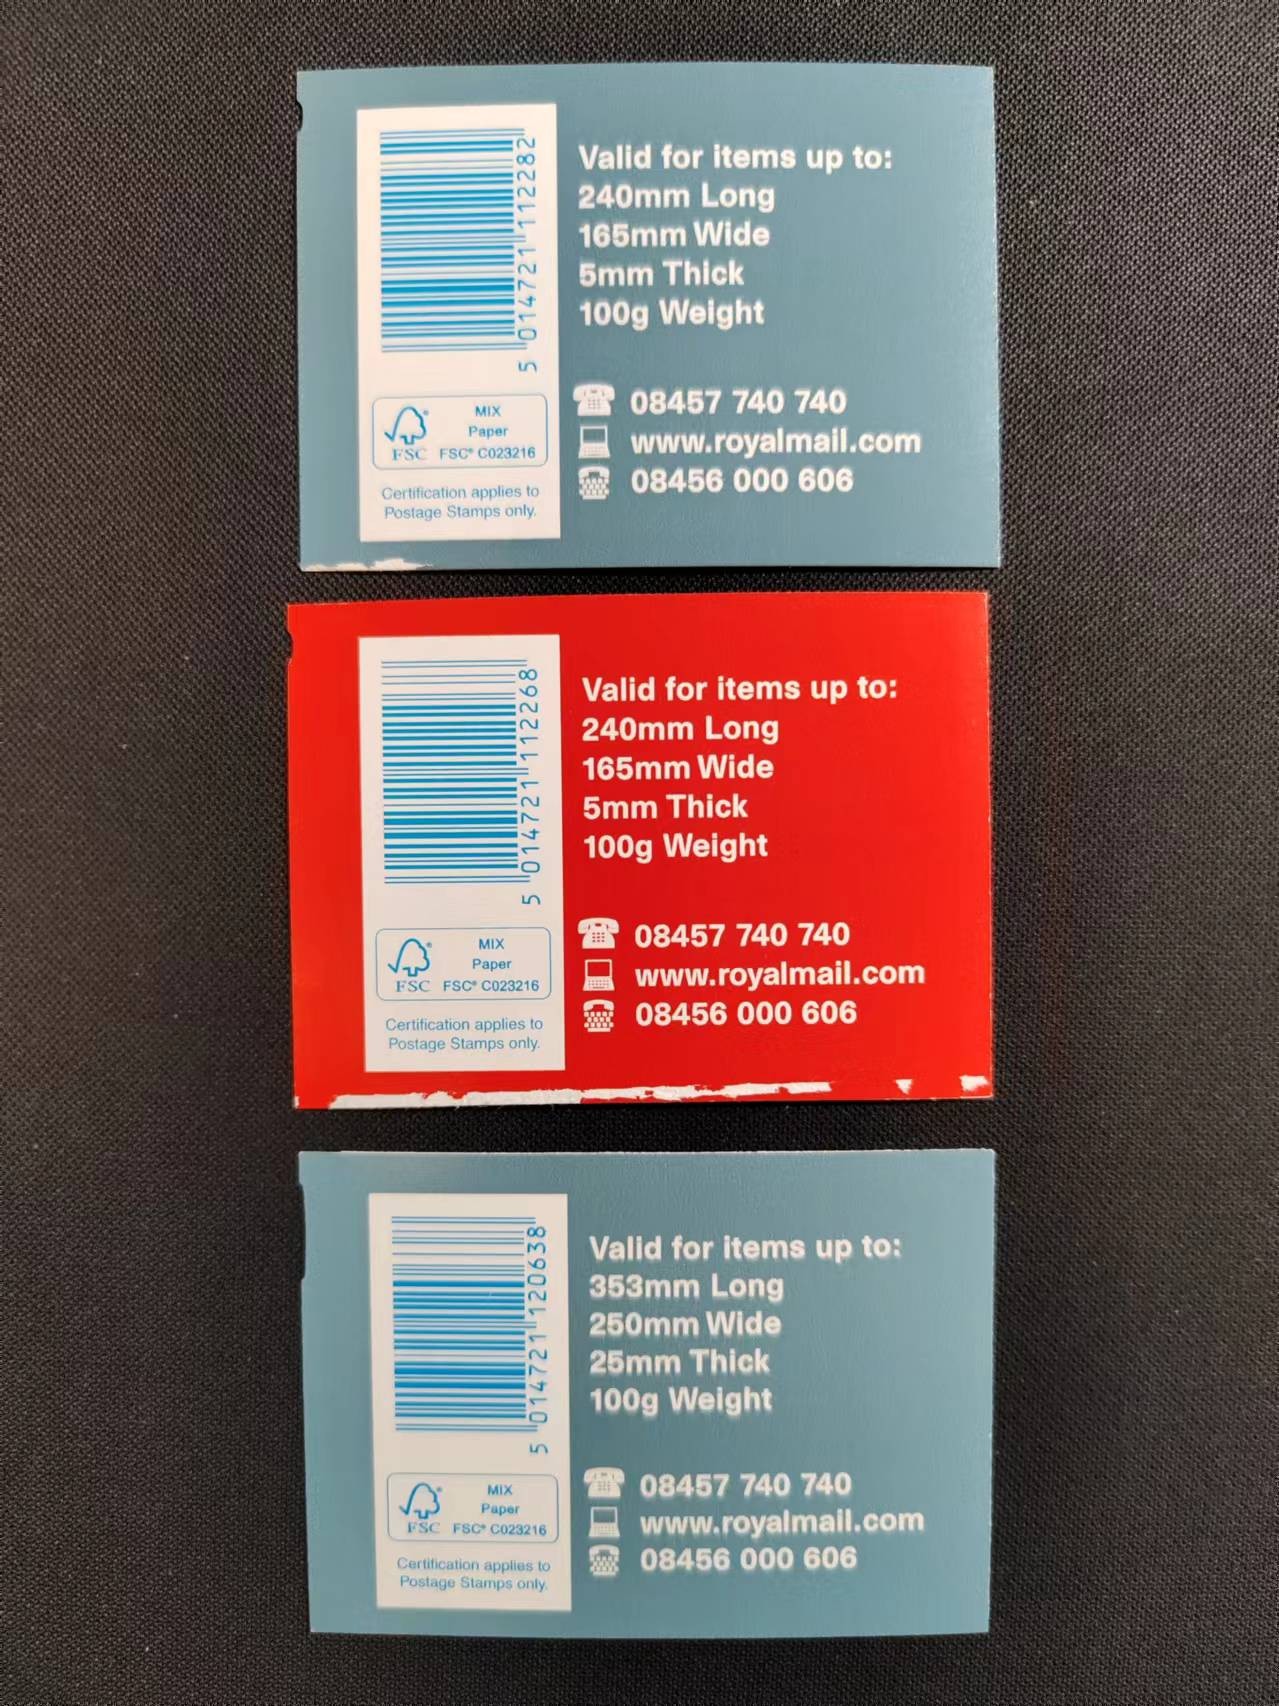 5 014721 112282
MIX
Paper
FSC® C023216
FSC
Certification applies to
Postage Stamps only.
Valid for items up to:
240mm Long
165mm Wide
5mm Thick
100g Weight
08457 740 740
www.royalmail.com
08456 000 606
5 014721 112268
MIX
Paper
FSC® C023216
FSC
Certification applies to
Postage Stamps only.
Valid for items up to:
240mm Long
165mm Wide
5mm Thick
100g Weight
08457 740 740
www.royalmail.com
08456 000 606
5 014721 120638
MIX
Paper
FSC® C023216
FSC
Certification applies to
Postage Stamps only.
Valid for items up to:
353mm Long
250mm Wide
25mm Thick
100g Weight
08457 740 740
www.royalmail.com
08456 000 606